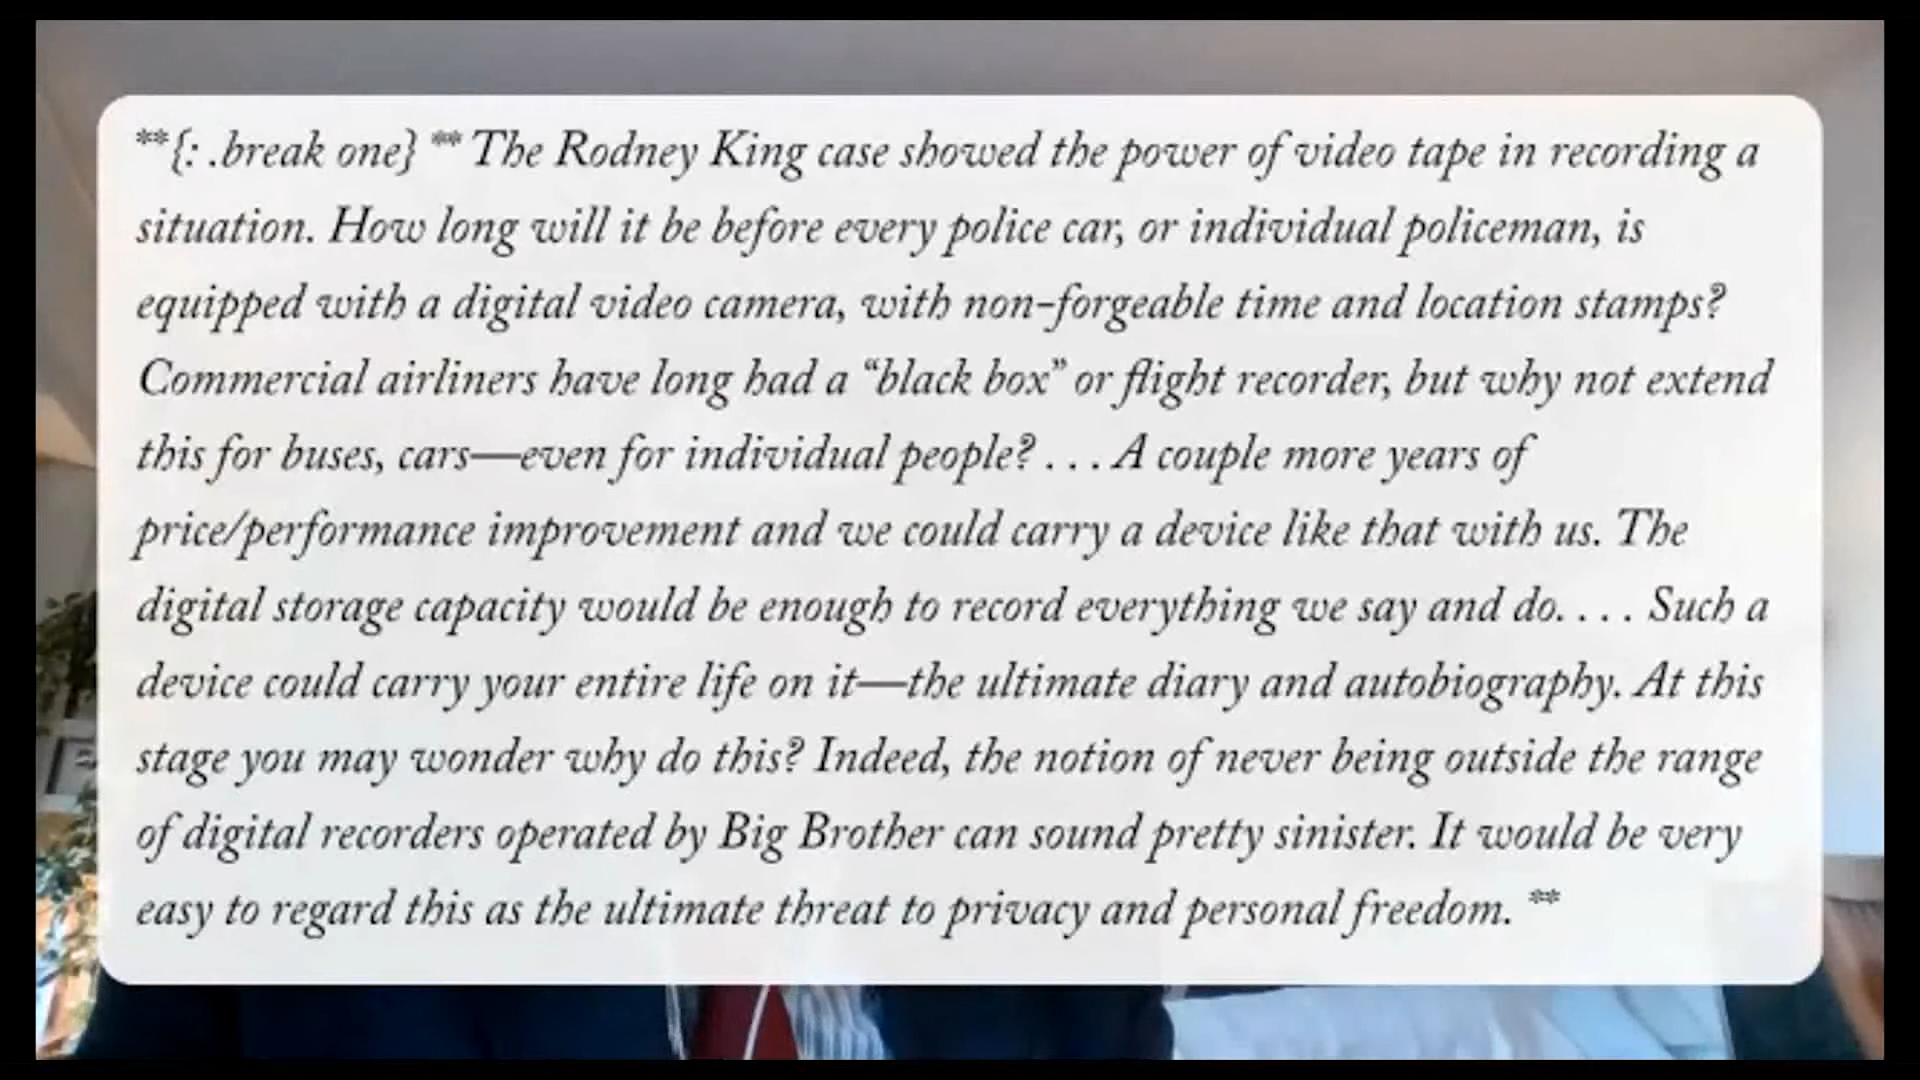 **{: .break one} ** The Rodney King case showed the power of video tape in recording a
situation. How long will it be before every police car, or individual policeman, is
equipped with a digital video camera, with non-forgeable time and location stamps?
Commercial airliners have long had a “black box” or flight recorder, but why not extend
this for buses, cars—even for individual people? . . . A couple more years of
price/performance improvement and we could carry a device like that with us. The
digital storage capacity would be enough to record everything we say and do. . . . Such a
device could carry your entire life on it—the ultimate diary and autobiography. At this
stage you may wonder why do this? Indeed, the notion of never being outside the range
of digital recorders operated by Big Brother can sound pretty sinister. It would be very
easy to regard this as the ultimate threat to privacy and personal freedom. **